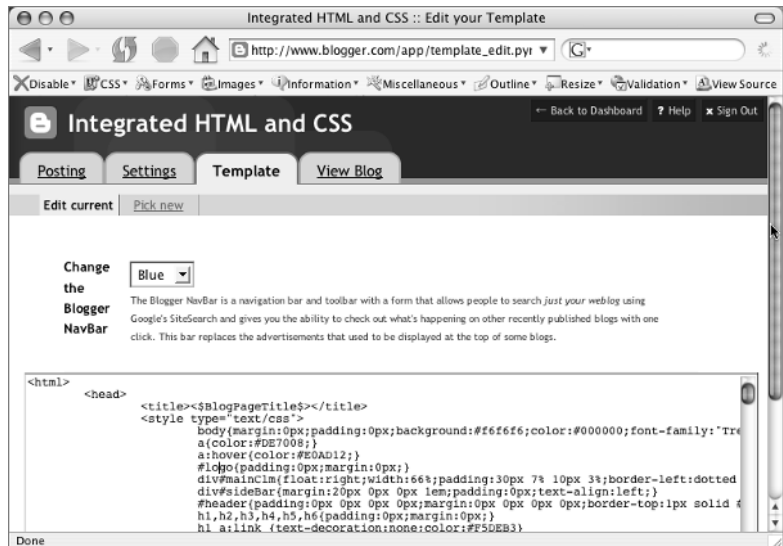 Integrated HTML and CSS :: Edit your Template
http://www.blogger.com/app/template_edit.pyr
G
Disable CSS Forms Images Information Miscellaneous Outline Resize Validation View Source
← Back to Dashboard ? Help x Sign Out
Integrated HTML and CSS
Posting Settings Template View Blog
Edit current Pick new
Change
the
Blogger
NavBar
Blue
The Blogger NavBar is a navigation bar and toolbar with a form that allows people to search just your weblog using
Google's SiteSearch and gives you the ability to check out what's happening on other recently published blogs with one
click. This bar replaces the advertisements that used to be displayed at the top of some blogs.
<html>
<head>
<title><$BlogPageTitle$></title>
<style type="text/css">
body{margin:0px;padding:0px;background:#f6f6f6;color:#000000;font-family:"Tre
a{color:#DE7008;}
a:hover{color:#E0AD12;}
#logo{padding:0px;margin:0px;}
div#mainClm{float:right;width:66%;padding:30px 7% 10px 3%;border-left:dotted
div#sideBar{margin:20px 0px 0px 1em;padding:0px;text-align:left;}
#header{padding:0px 0px 0px 0px;margin:0px 0px 0px 0px;border-top:1px solid #
h1,h2,h3,h4,h5,h6{padding:0px;margin:0px;}
h1 a:link {text-decoration:none;color:#F5DEB3}
Done